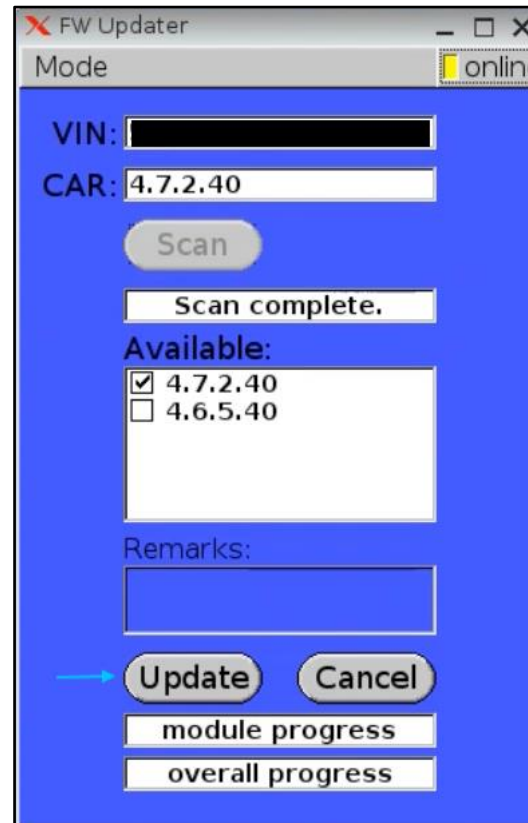 FW Updater
Mode
online
VIN:
CAR: 4.7.2.40
Scan
Scan complete.
Available:
4.7.2.40
4.6.5.40
Remarks:
Update Cancel
module progress
overall progress